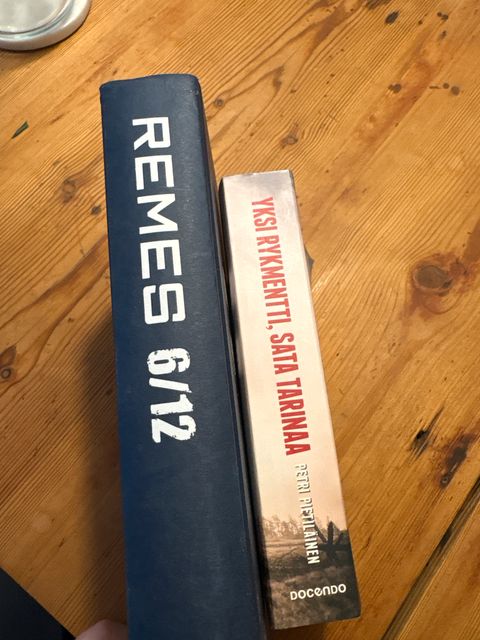 REMES 6/12
YKSI RYKMENTTI, SATA TARINAA
PETRI PIETILÄINEN
DOCENDO